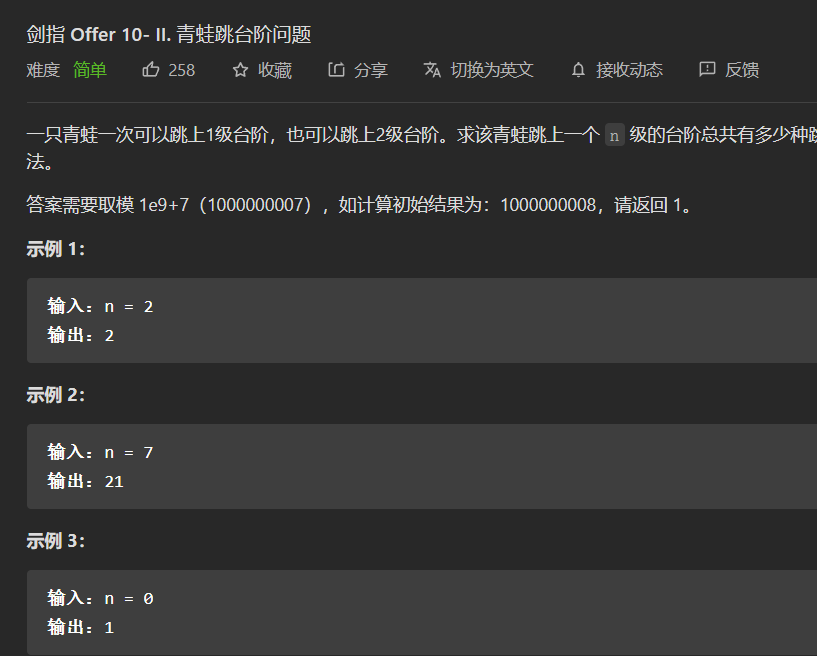 剑指 Offer 10- II. 青蛙跳台阶问题
难度 简单 258 收藏 分享 切换为英文 接收动态 反馈
一只青蛙一次可以跳上1级台阶，也可以跳上2级台阶。求该青蛙跳上一个 n 级的台阶总共有多少种跳
法。
答案需要取模 1e9+7（1000000007），如计算初始结果为：1000000008，请返回 1。
示例 1：
输入：n = 2
输出：2
示例 2：
输入：n = 7
输出：21
示例 3：
输入：n = 0
输出：1